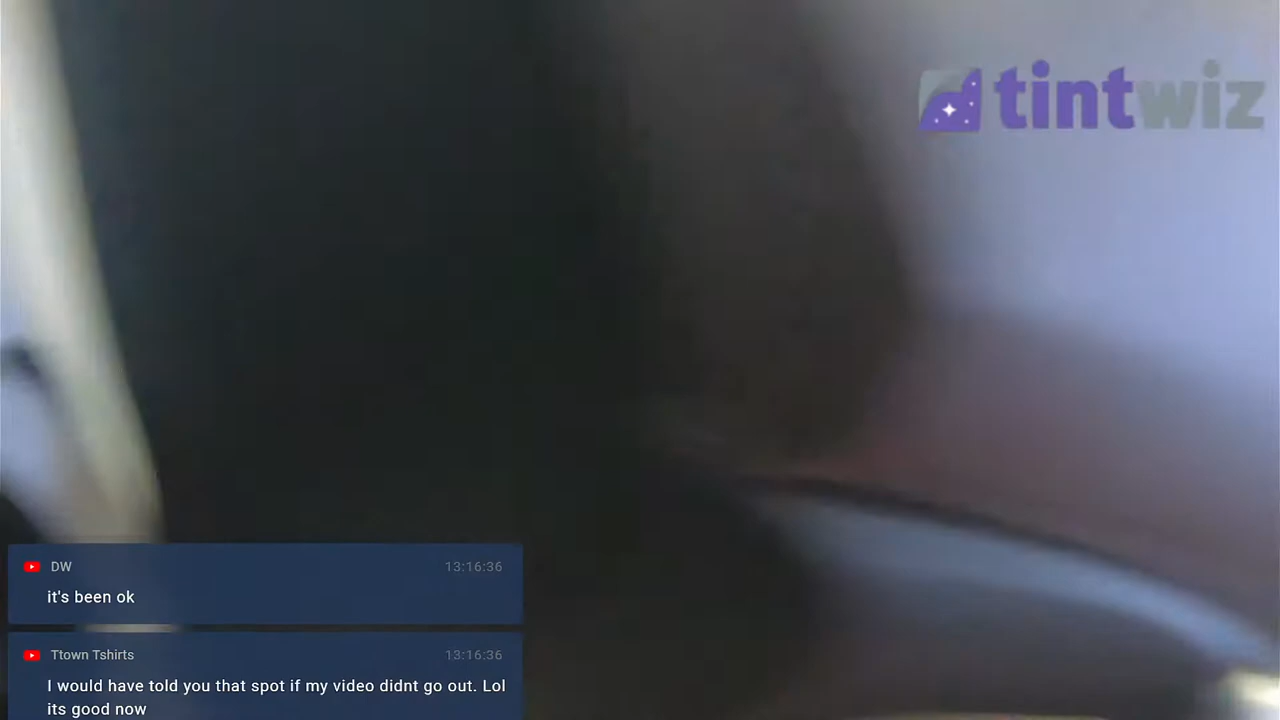 tintwiz
DW 13:16:36
it's been ok
Ttown Tshirts 13:16:36
I would have told you that spot if my video didnt go out. Lol
its good now